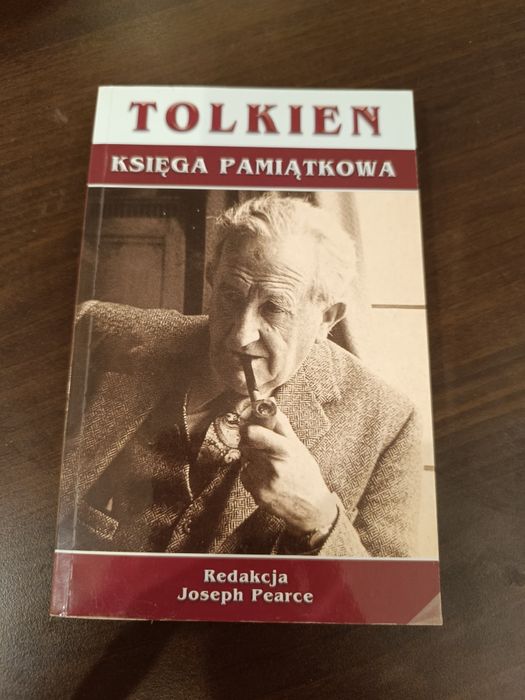 TOLKIEN
KSIĘGA PAMIĄTKOWA
Redakcja
Joseph Pearce